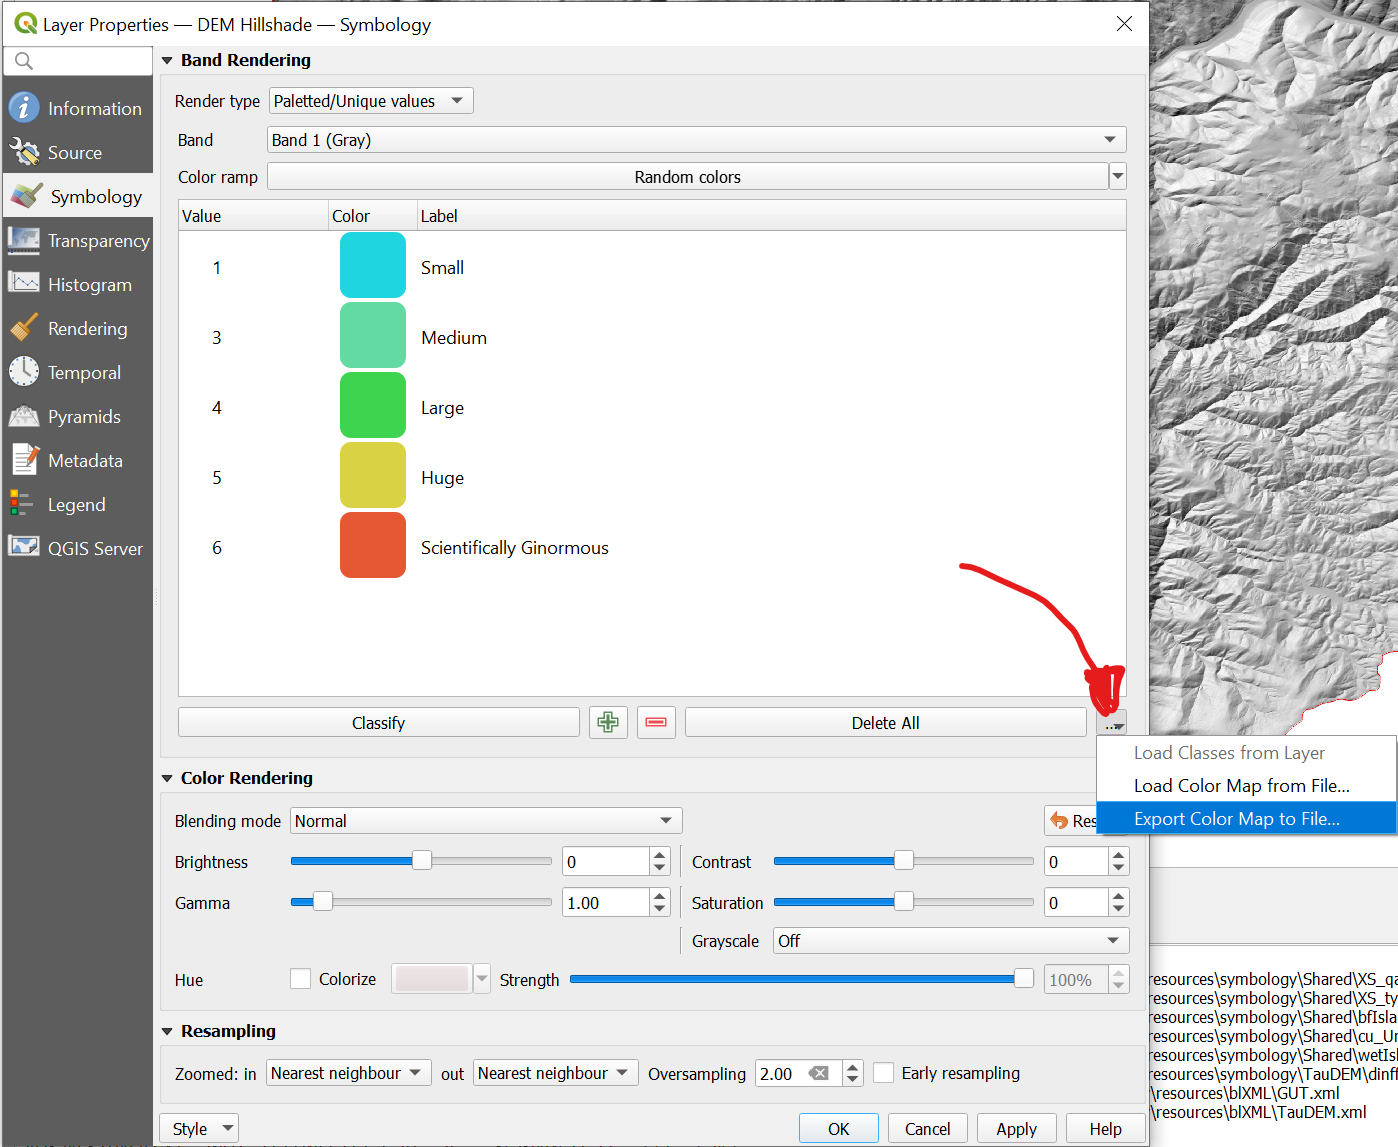 Layer Properties — DEM Hillshade — Symbology
Information
Source
Symbology
Transparency
Histogram
Rendering
Temporal
Pyramids
Metadata
Legend
QGIS Server
Band Rendering
Render type Paletted/Unique values
Band Band 1 (Gray)
Color ramp Random colors
Value Color Label
1 Small
3 Medium
4 Large
5 Huge
6 Scientifically Ginormous
Classify Delete All ...
Load Classes from Layer
Load Color Map from File...
Export Color Map to File...
Color Rendering
Blending mode Normal
Brightness 0 Contrast 0
Gamma 1.00 Saturation 0
Grayscale Off
Hue Colorize Strength 100%
Resampling
Zoomed: in Nearest neighbour out Nearest neighbour Oversampling 2.00 Early resampling
Style OK Cancel Apply Help
resources\symbology\Shared\XS_qa
resources\symbology\Shared\XS_ty
resources\symbology\Shared\bfIsla
resources\symbology\Shared\cu_Ur
resources\symbology\Shared\wetIsl
resources\symbology\TauDEM\dinff
\resources\blXML\GUT.xml
\resources\blXML\TauDEM.xml